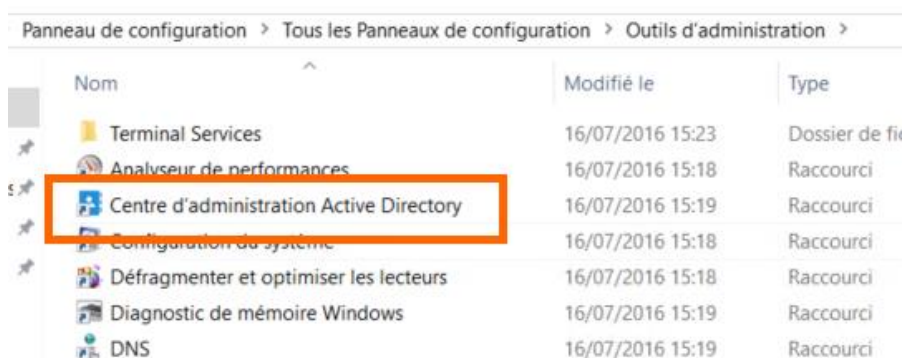 Panneau de configuration > Tous les Panneaux de configuration > Outils d'administration >
Nom Modifié le Type
Terminal Services 16/07/2016 15:23 Dossier de fi
Analyseur de performances 16/07/2016 15:18 Raccourci
Centre d'administration Active Directory 16/07/2016 15:19 Raccourci
Configuration du système 16/07/2016 15:18 Raccourci
Défragmenter et optimiser les lecteurs 16/07/2016 15:18 Raccourci
Diagnostic de mémoire Windows 16/07/2016 15:19 Raccourci
DNS 16/07/2016 15:19 Raccourci